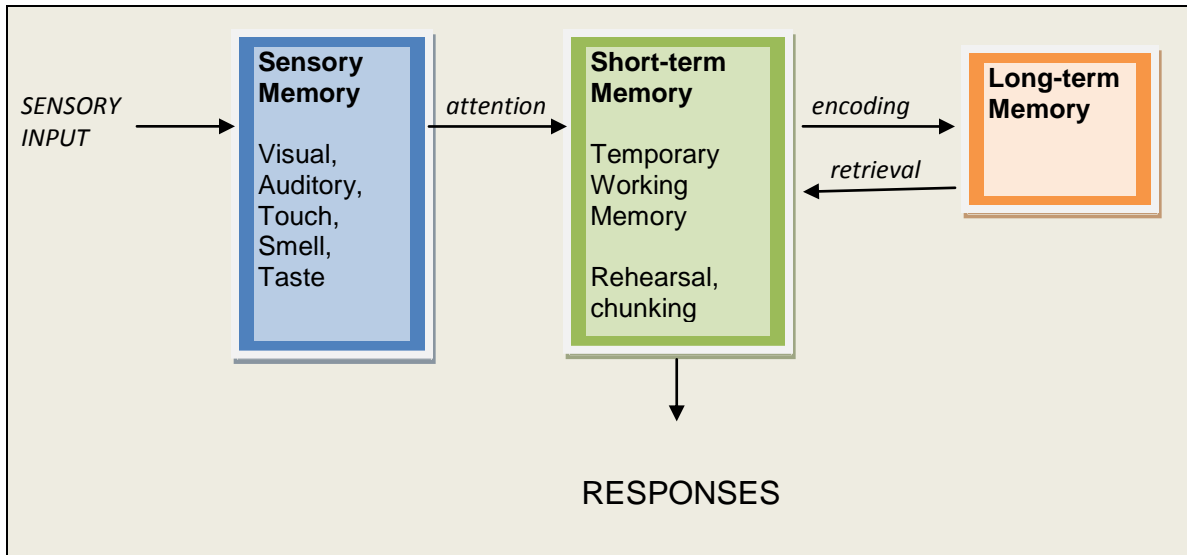 SENSORY
INPUT
Sensory
Memory
Visual,
Auditory,
Touch,
Smell,
Taste
attention
Short-term
Memory
Temporary
Working
Memory
Rehearsal,
chunking
encoding
retrieval
Long-term
Memory
RESPONSES